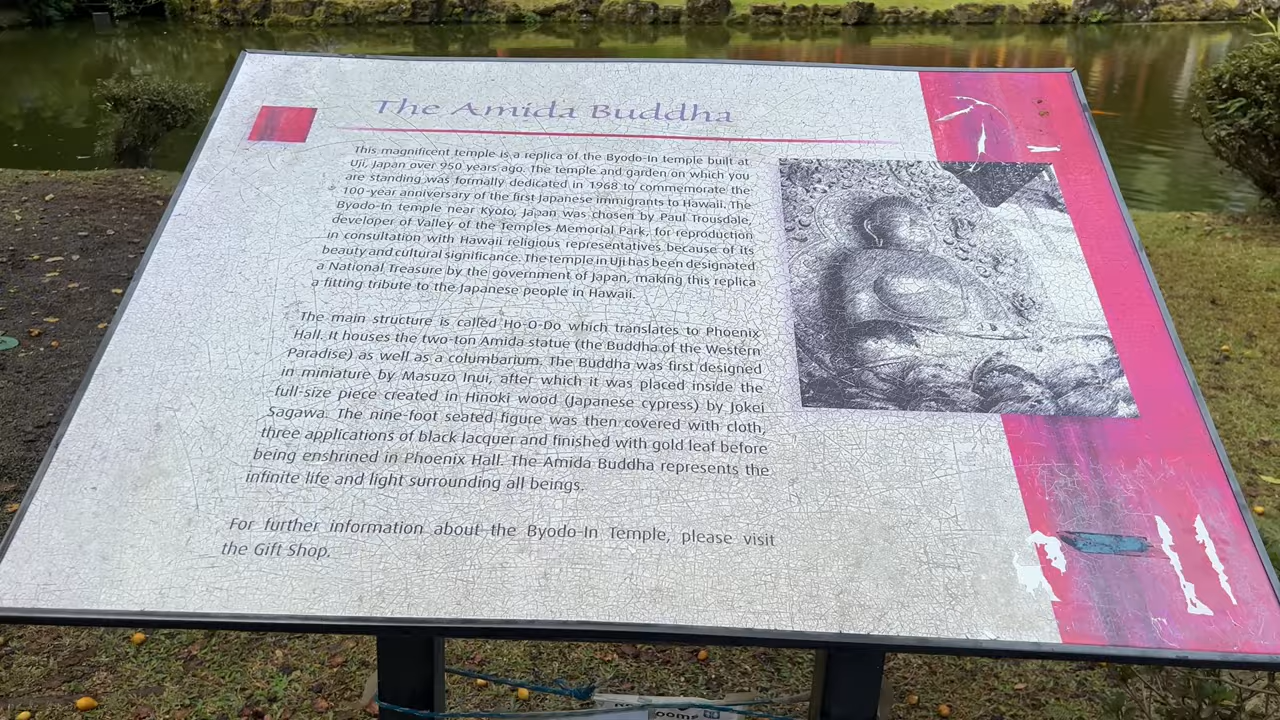 The Amida Buddha
This magnificent temple is a replica of the Byodo-In temple built at
Uji, Japan over 950 years ago. The temple and garden on which you
are standing was formally dedicated in 1968 to commemorate the
100-year anniversary of the first Japanese immigrants to Hawaii. The
Byodo-In temple near Kyoto, Japan was chosen by Paul Trousdale,
developer of Valley of the Temples Memorial Park, for reproduction
in consultation with Hawaii religious representatives because of its
beauty and cultural significance. The temple in Uji has been designated
a National Treasure by the government of Japan, making this replica
a fitting tribute to the Japanese people in Hawaii.
The main structure is called Ho-O-Do which translates to Phoenix
Hall. It houses the two-ton Amida statue (the Buddha of the Western
Paradise) as well as a columbarium. The Buddha was first designed
in miniature by Masuzo Inui, after which it was placed inside the
full-size piece created in Hinoki wood (Japanese cypress) by Jokei
Sagawa. The nine-foot seated figure was then covered with cloth,
three applications of black lacquer and finished with gold leaf before
being enshrined in Phoenix Hall. The Amida Buddha represents the
infinite life and light surrounding all beings.
For further information about the Byodo-In Temple, please visit
the Gift Shop.